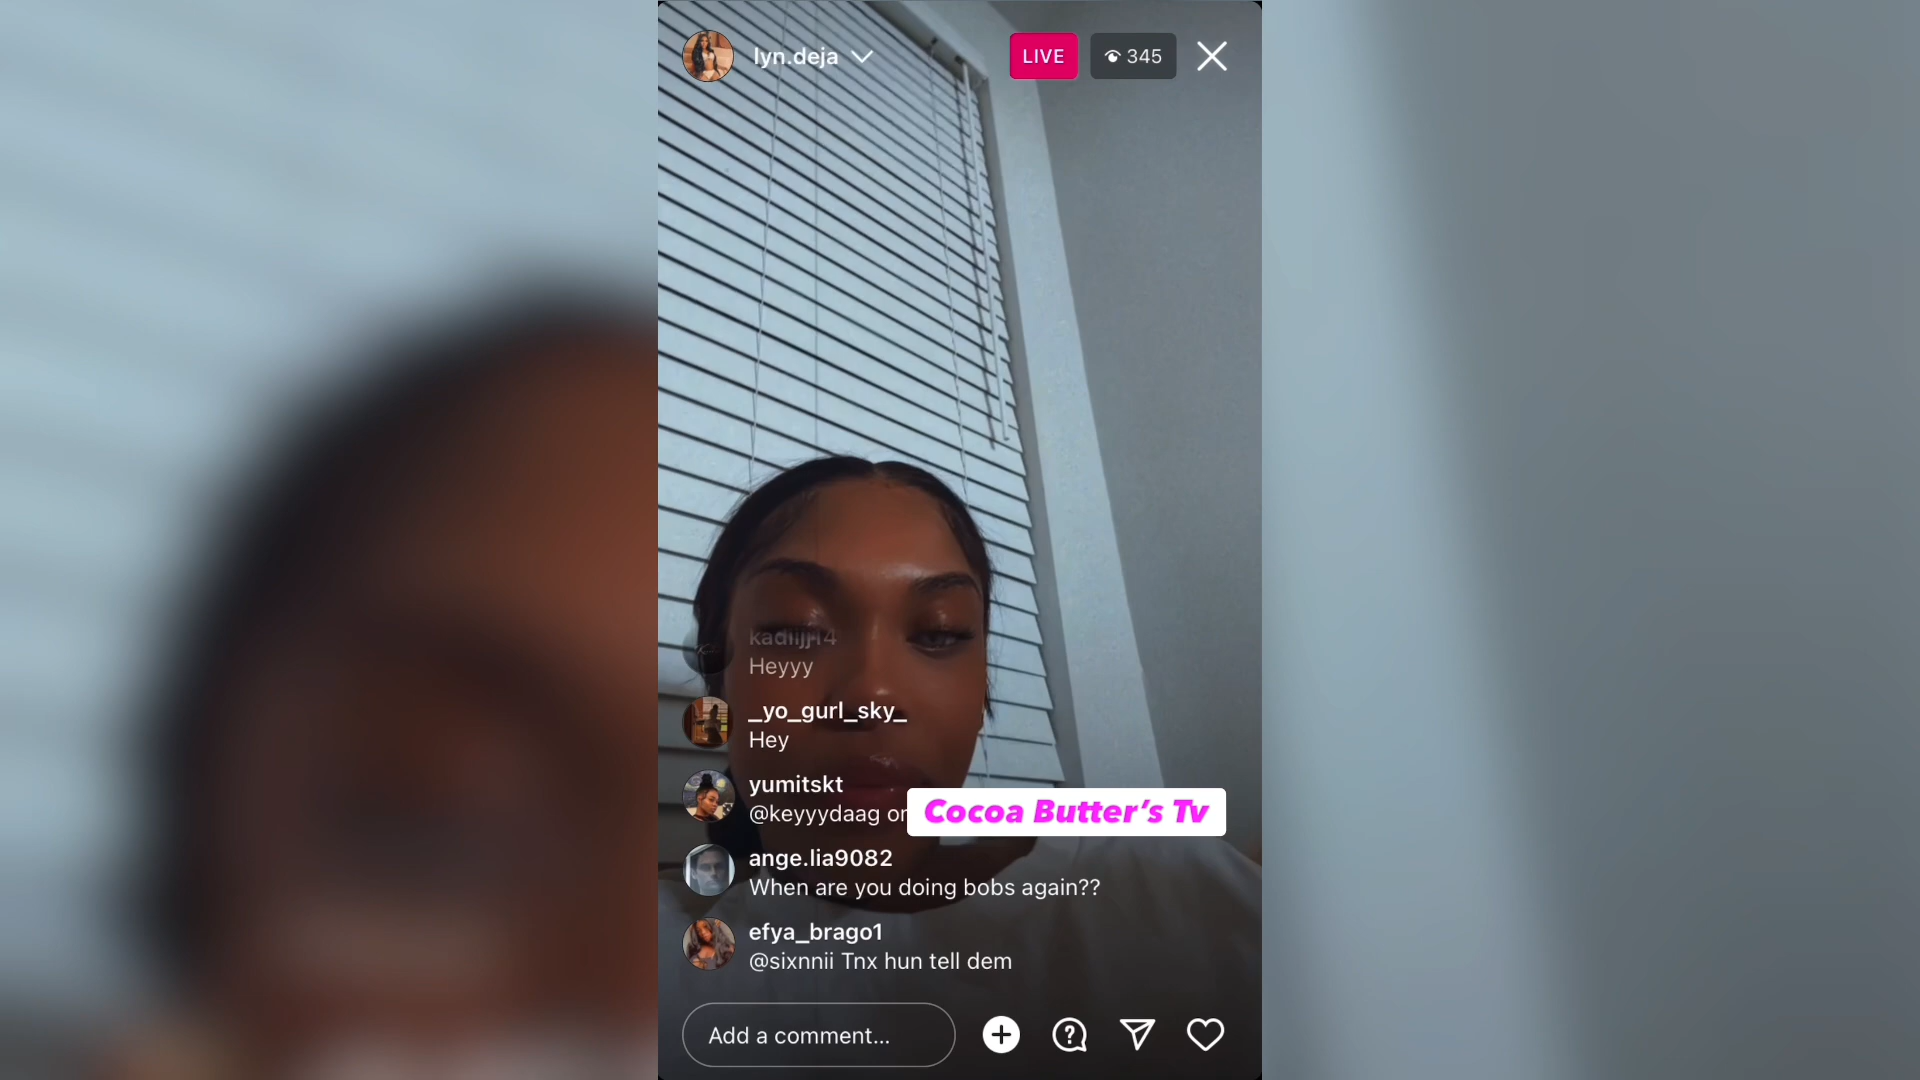 lyn.deja
LIVE
345
Heyyy
_yo_gurl_sky_
Hey
yumitskt
@keyyydaag
Cocoa Butter's Tv
ange.lia9082
When are you doing bobs again??
efya_brago1
@sixnnii Tnx hun tell dem
Add a comment...